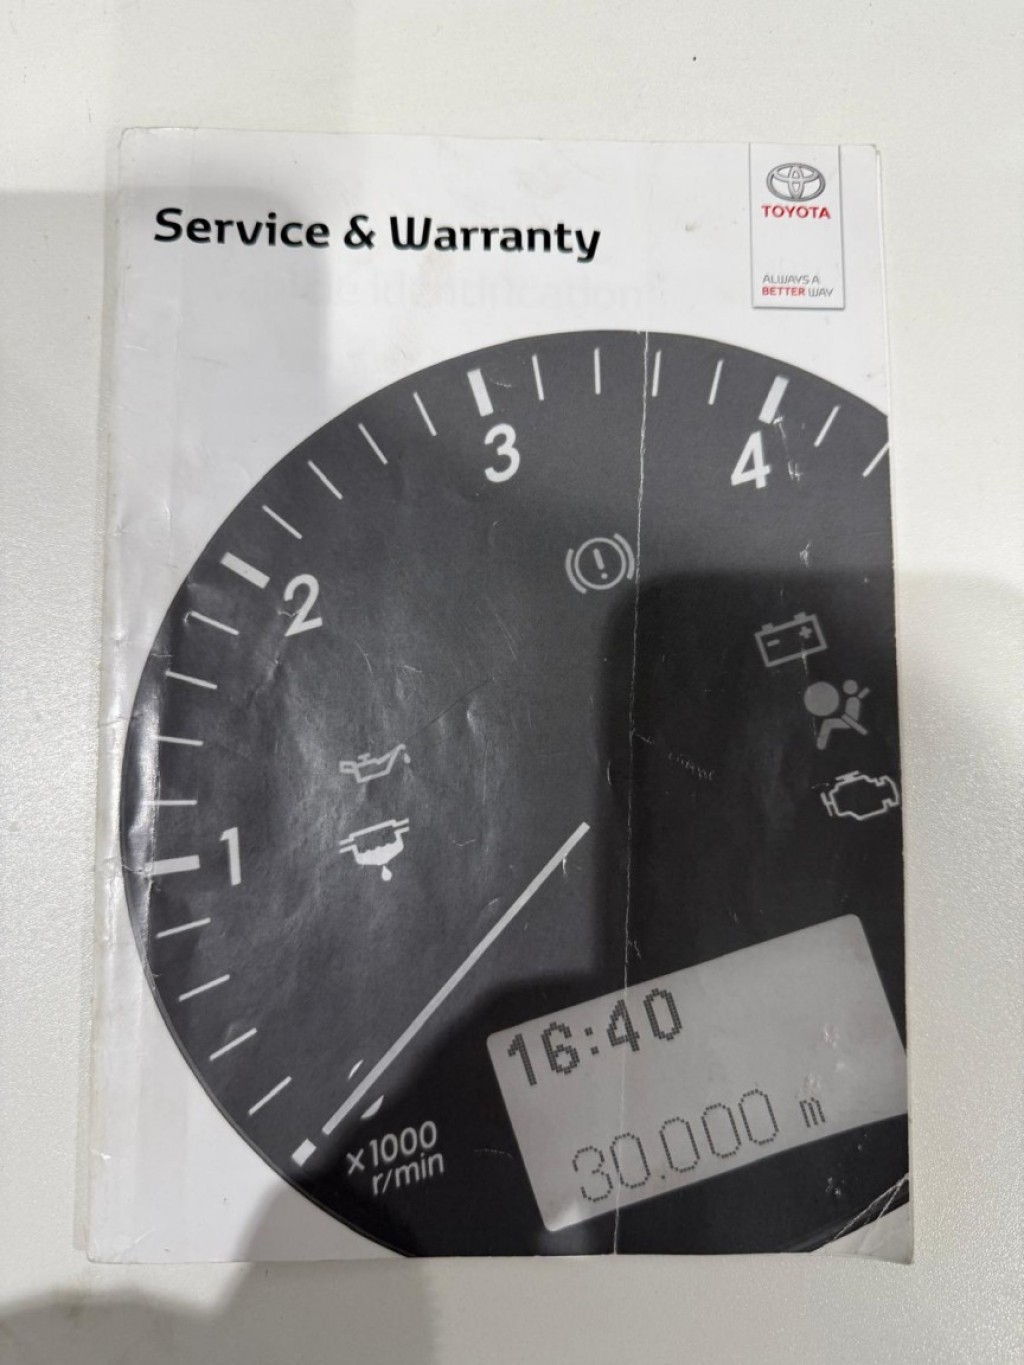 Service & Warranty
TOYOTA
ALWAYS A
BETTER WAY
3
4
2
1
16:40
30.000 m
x1000
r/min